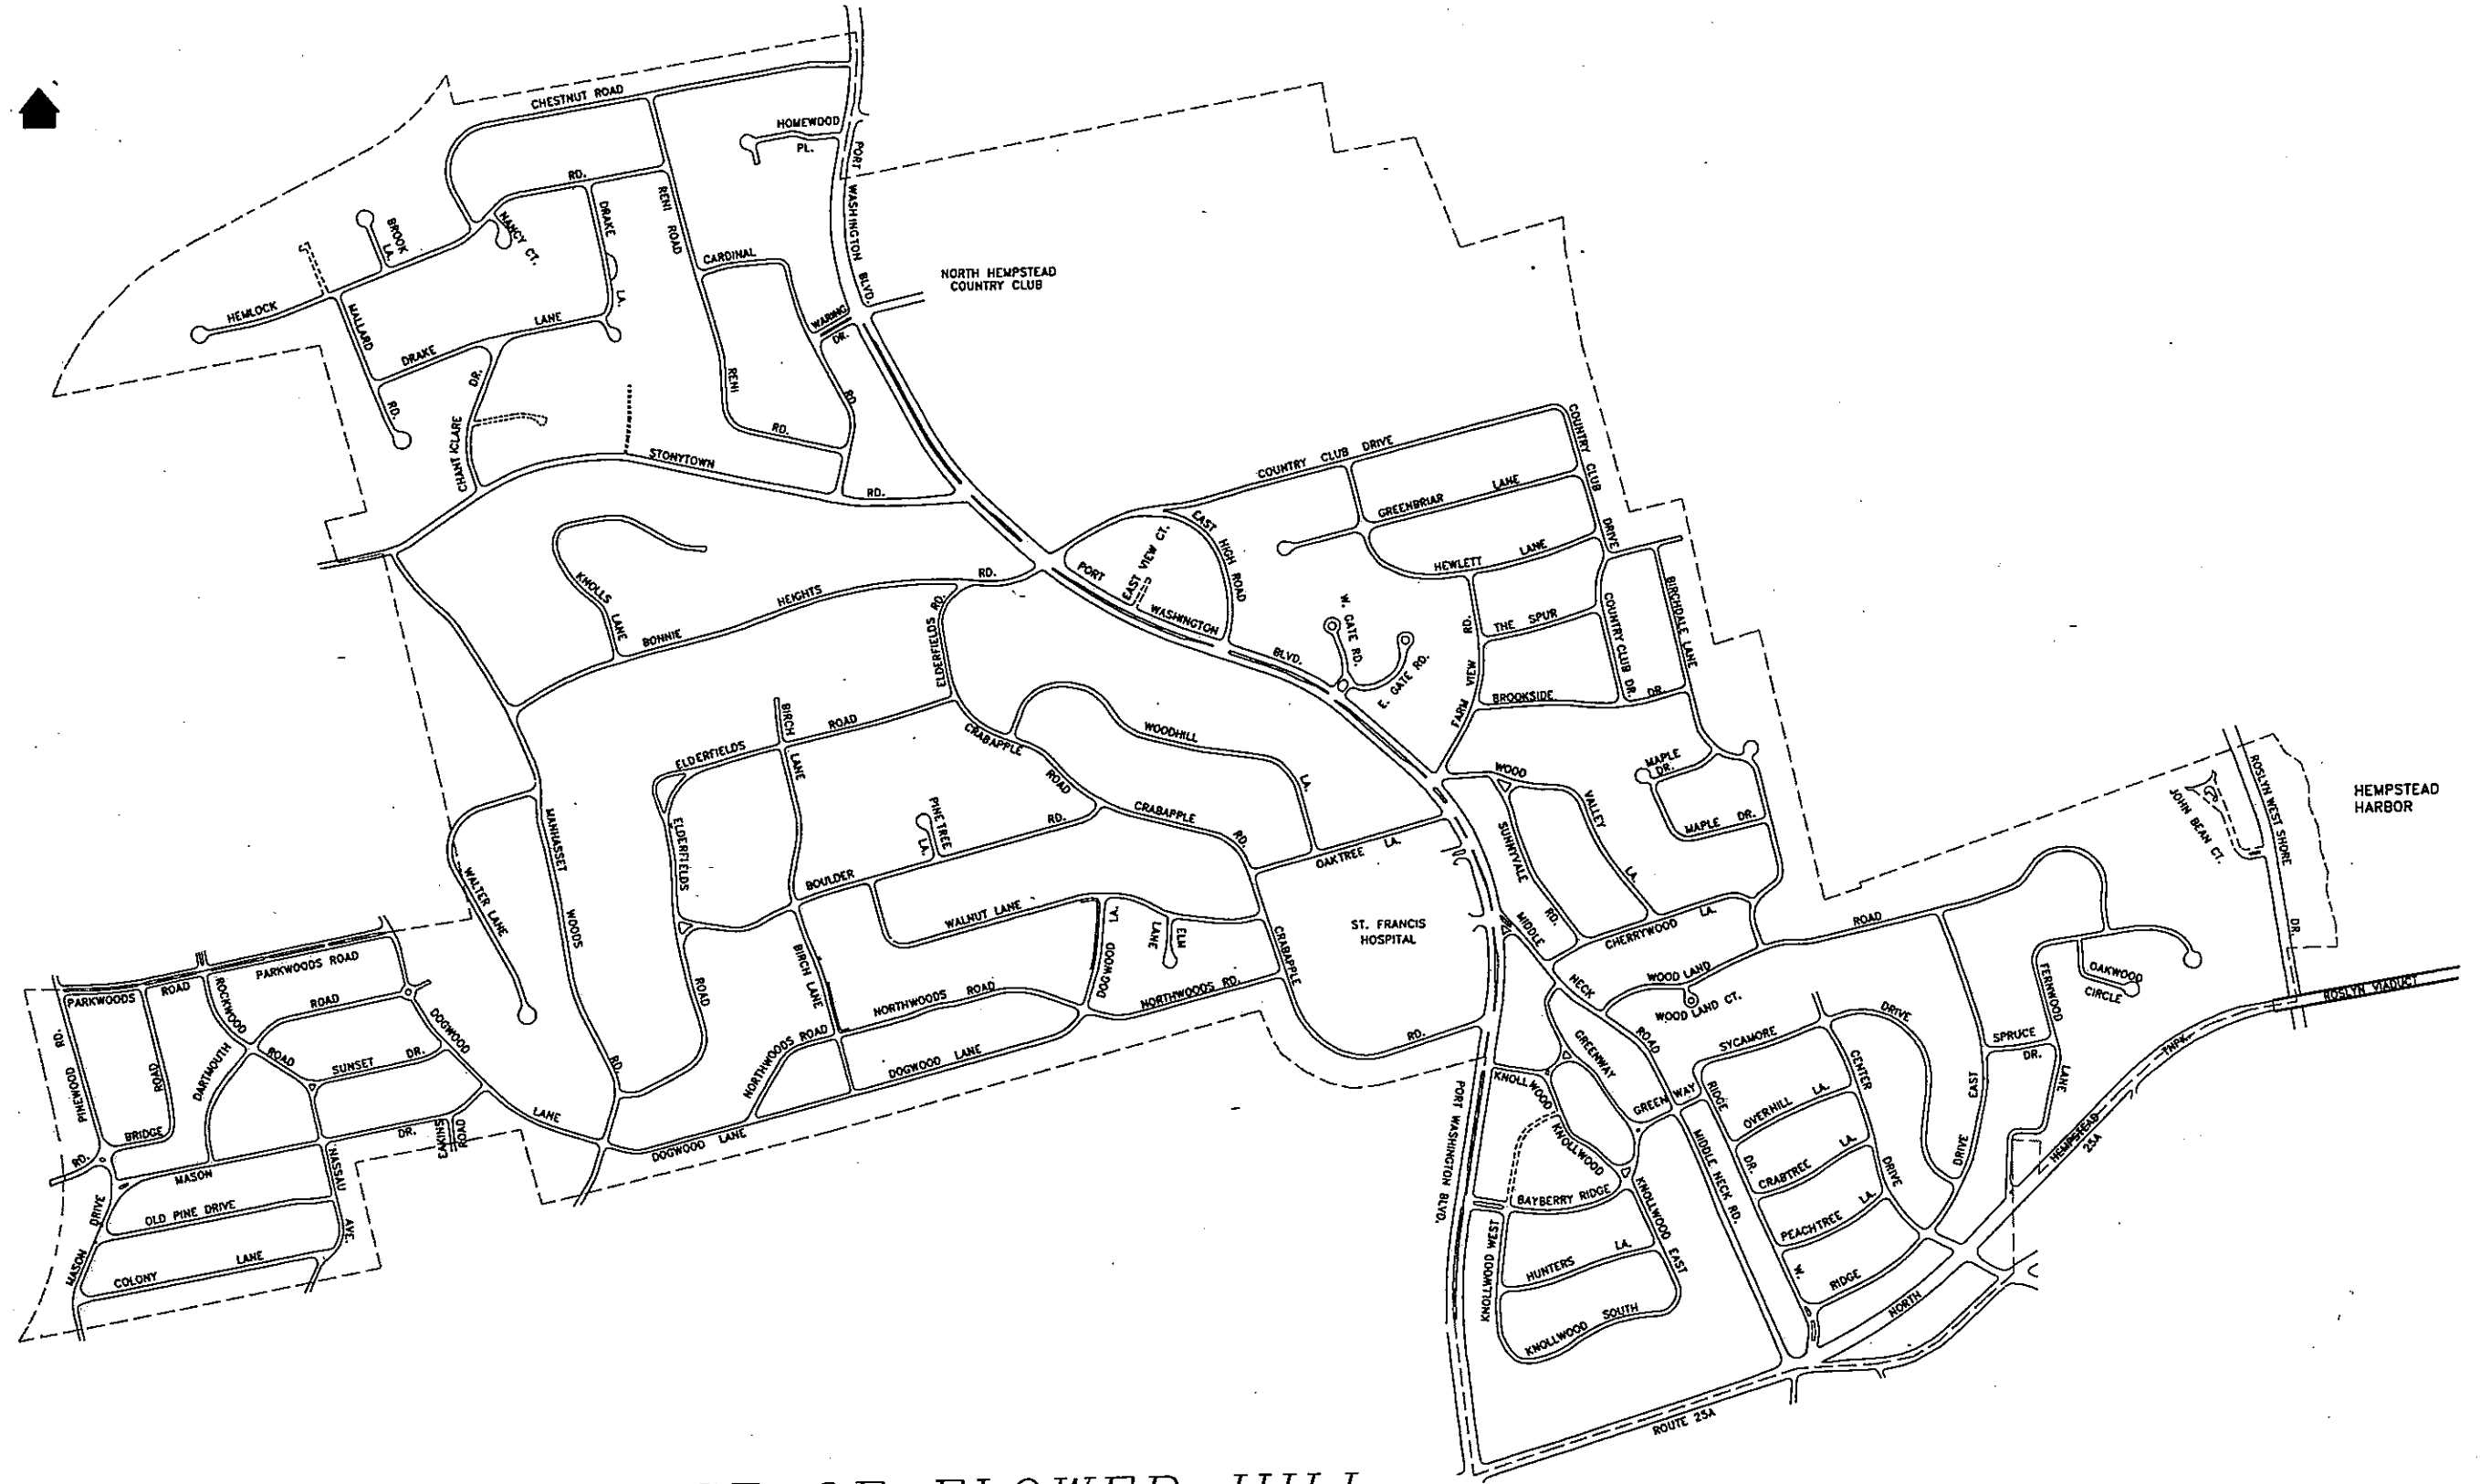 CHESTNUT ROAD
HOMEWOOD
PL.
PORT
WASHINGTON
BLVD.
RD.
NANCY CT.
DRAKE
LA.
RENI
ROAD
BROOK
LA.
CARDINAL
NORTH HEMPSTEAD
COUNTRY CLUB
HEMLOCK
MALLARD
RD.
DRAKE
LANE
WARING
DR.
RENI
RD.
RD.
DR.
CHANTICLARE
STONYTOWN
RD.
COUNTRY CLUB DRIVE
COUNTRY CLUB
DRIVE
GREENBRIAR
LANE
EAST HIGH ROAD
EAST VIEW CT.
HEWLETT
LANE
PORT
WASHINGTON
BLVD.
KNOLLS
LANE
BONNIE
HEIGHTS
RD.
ELDERFIELDS RD.
W. GATE RD.
E. GATE RD.
THE SPUR
FARM VIEW RD.
COUNTRY CLUB DR.
BIRCHDALE LANE
BROOKSIDE
DR.
BIRCH
LANE
ELDERFIELDS
ROAD
CRABAPPLE
ROAD
WOODHILL
LA.
WOOD
VALLEY
LA.
MAPLE
DR.
MAPLE DR.
ROSLYN WEST SHORE
DR.
JOHN BEAN CT.
HEMPSTEAD
HARBOR
MANHASSET
WOODS
RD.
WALTER LANE
ELDERFIELDS
ROAD
PINE TREE
LA.
BOULDER
RD.
CRABAPPLE
RD.
OAKTREE LA.
SUNNYVALE
RD.
WALNUT LANE
ST. FRANCIS
HOSPITAL
MIDDLE
NECK
ROAD
CHERRYWOOD
LA.
ROAD
BIRCH LANE
DOGWOOD
LA.
ELM
LANE
CRABAPPLE
RD.
PARKWOODS ROAD
PARKWOODS
ROAD
ROCKWOOD
ROAD
ROAD
DARTMOUTH
DOGWOOD
LANE
NORTHWOODS ROAD
NORTHWOODS
ROAD
NORTHWOODS RD.
WOOD LAND
WOOD LAND CT.
OAKWOOD
CIRCLE
FERNWOOD
LANE
ROSLYN VIADUCT
PINEWOOD
RD.
ROAD
SUNSET
DR.
DOGWOOD LANE
DOGWOOD LANE
GREENWAY
SYCAMORE
DRIVE
CENTER
DRIVE
EAST
DRIVE
SPRUCE
DR.
TNPK.
HEMPSTEAD
25A
KNOLLWOOD
KNOLLWOOD
GREENWAY
RIDGE
DR.
OVERHILL LA.
BRIDGE
RD.
MASON
DR.
EAKINS
ROAD
NASSAU
AVE.
MASON
DRIVE
OLD PINE DRIVE
COLONY
LANE
PORT WASHINGTON BLVD.
BAYBERRY RIDGE
KNOLLWOOD EAST
MIDDLE NECK RD.
CRABTREE
LA.
PEACHTREE
LA.
KNOLLWOOD WEST
HUNTERS
LA.
KNOLLWOOD
SOUTH
W.
RIDGE
NORTH
ROUTE 25A
OF FLOWER HILL